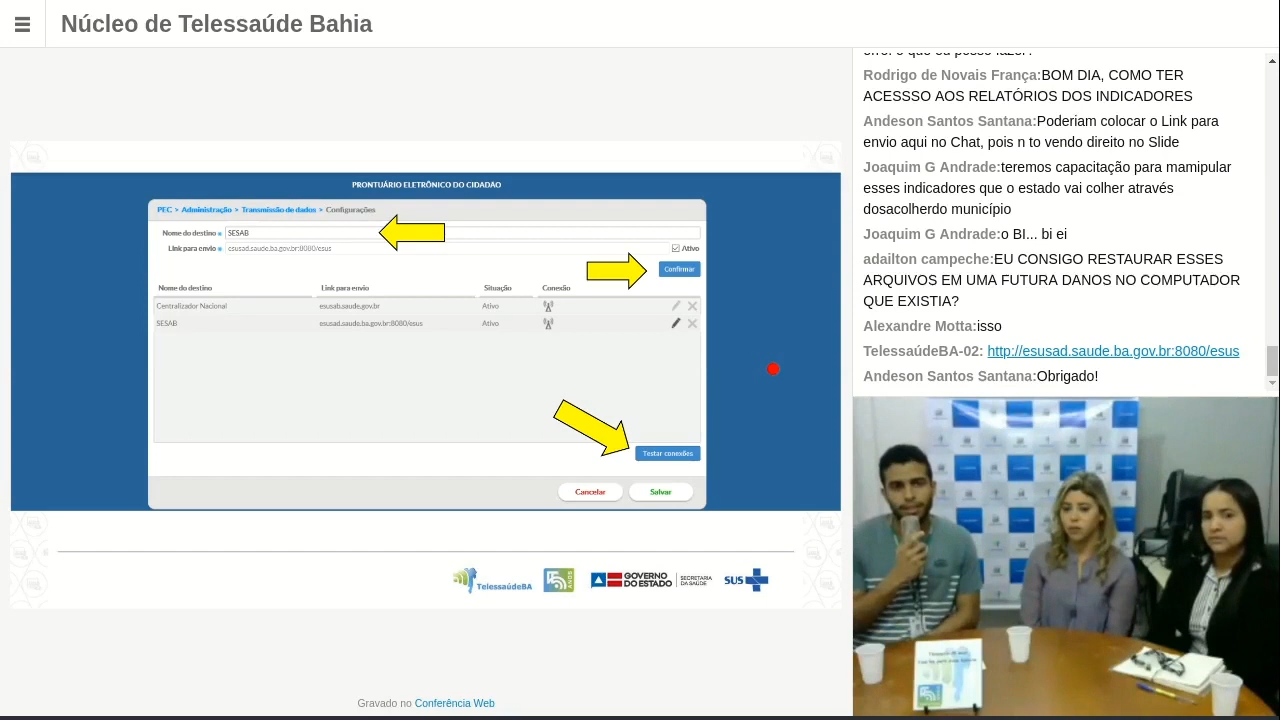 Núcleo de Telessaúde Bahia
PRONTUÁRIO ELETRÔNICO DO CIDADÃO
PEC > Administração > Transmissão de dados > Configurações
Nome do destino SESAB
Link para envio esusad.saude.ba.gov.br:8080/esus Ativo
Confirmar
Nome do destino Link para envio Situação Conexão
Centralizador Nacional esusab.saude.gov.br Ativo
SESAB esusad.saude.ba.gov.br:8080/esus Ativo
Testar conexões
Cancelar Salvar
TelessaúdeBA
ANOS
GOVERNO DO ESTADO
SECRETARIA DA SAÚDE
SUS
Gravado no Conferência Web
Rodrigo de Novais França:BOM DIA, COMO TER
ACESSSO AOS RELATÓRIOS DOS INDICADORES
Andeson Santos Santana:Poderiam colocar o Link para
envio aqui no Chat, pois n to vendo direito no Slide
Joaquim G Andrade:teremos capacitação para mamipular
esses indicadores que o estado vai colher através
dosacolherdo município
Joaquim G Andrade:o BI... bi ei
adailton campeche:EU CONSIGO RESTAURAR ESSES
ARQUIVOS EM UMA FUTURA DANOS NO COMPUTADOR
QUE EXISTIA?
Alexandre Motta:isso
TelessaúdeBA-02: http://esusad.saude.ba.gov.br:8080/esus
Andeson Santos Santana:Obrigado!